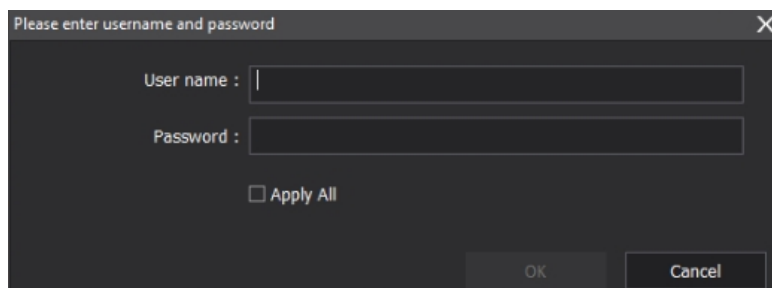 Please enter username and password
User name :
Password :
Apply All
OK
Cancel